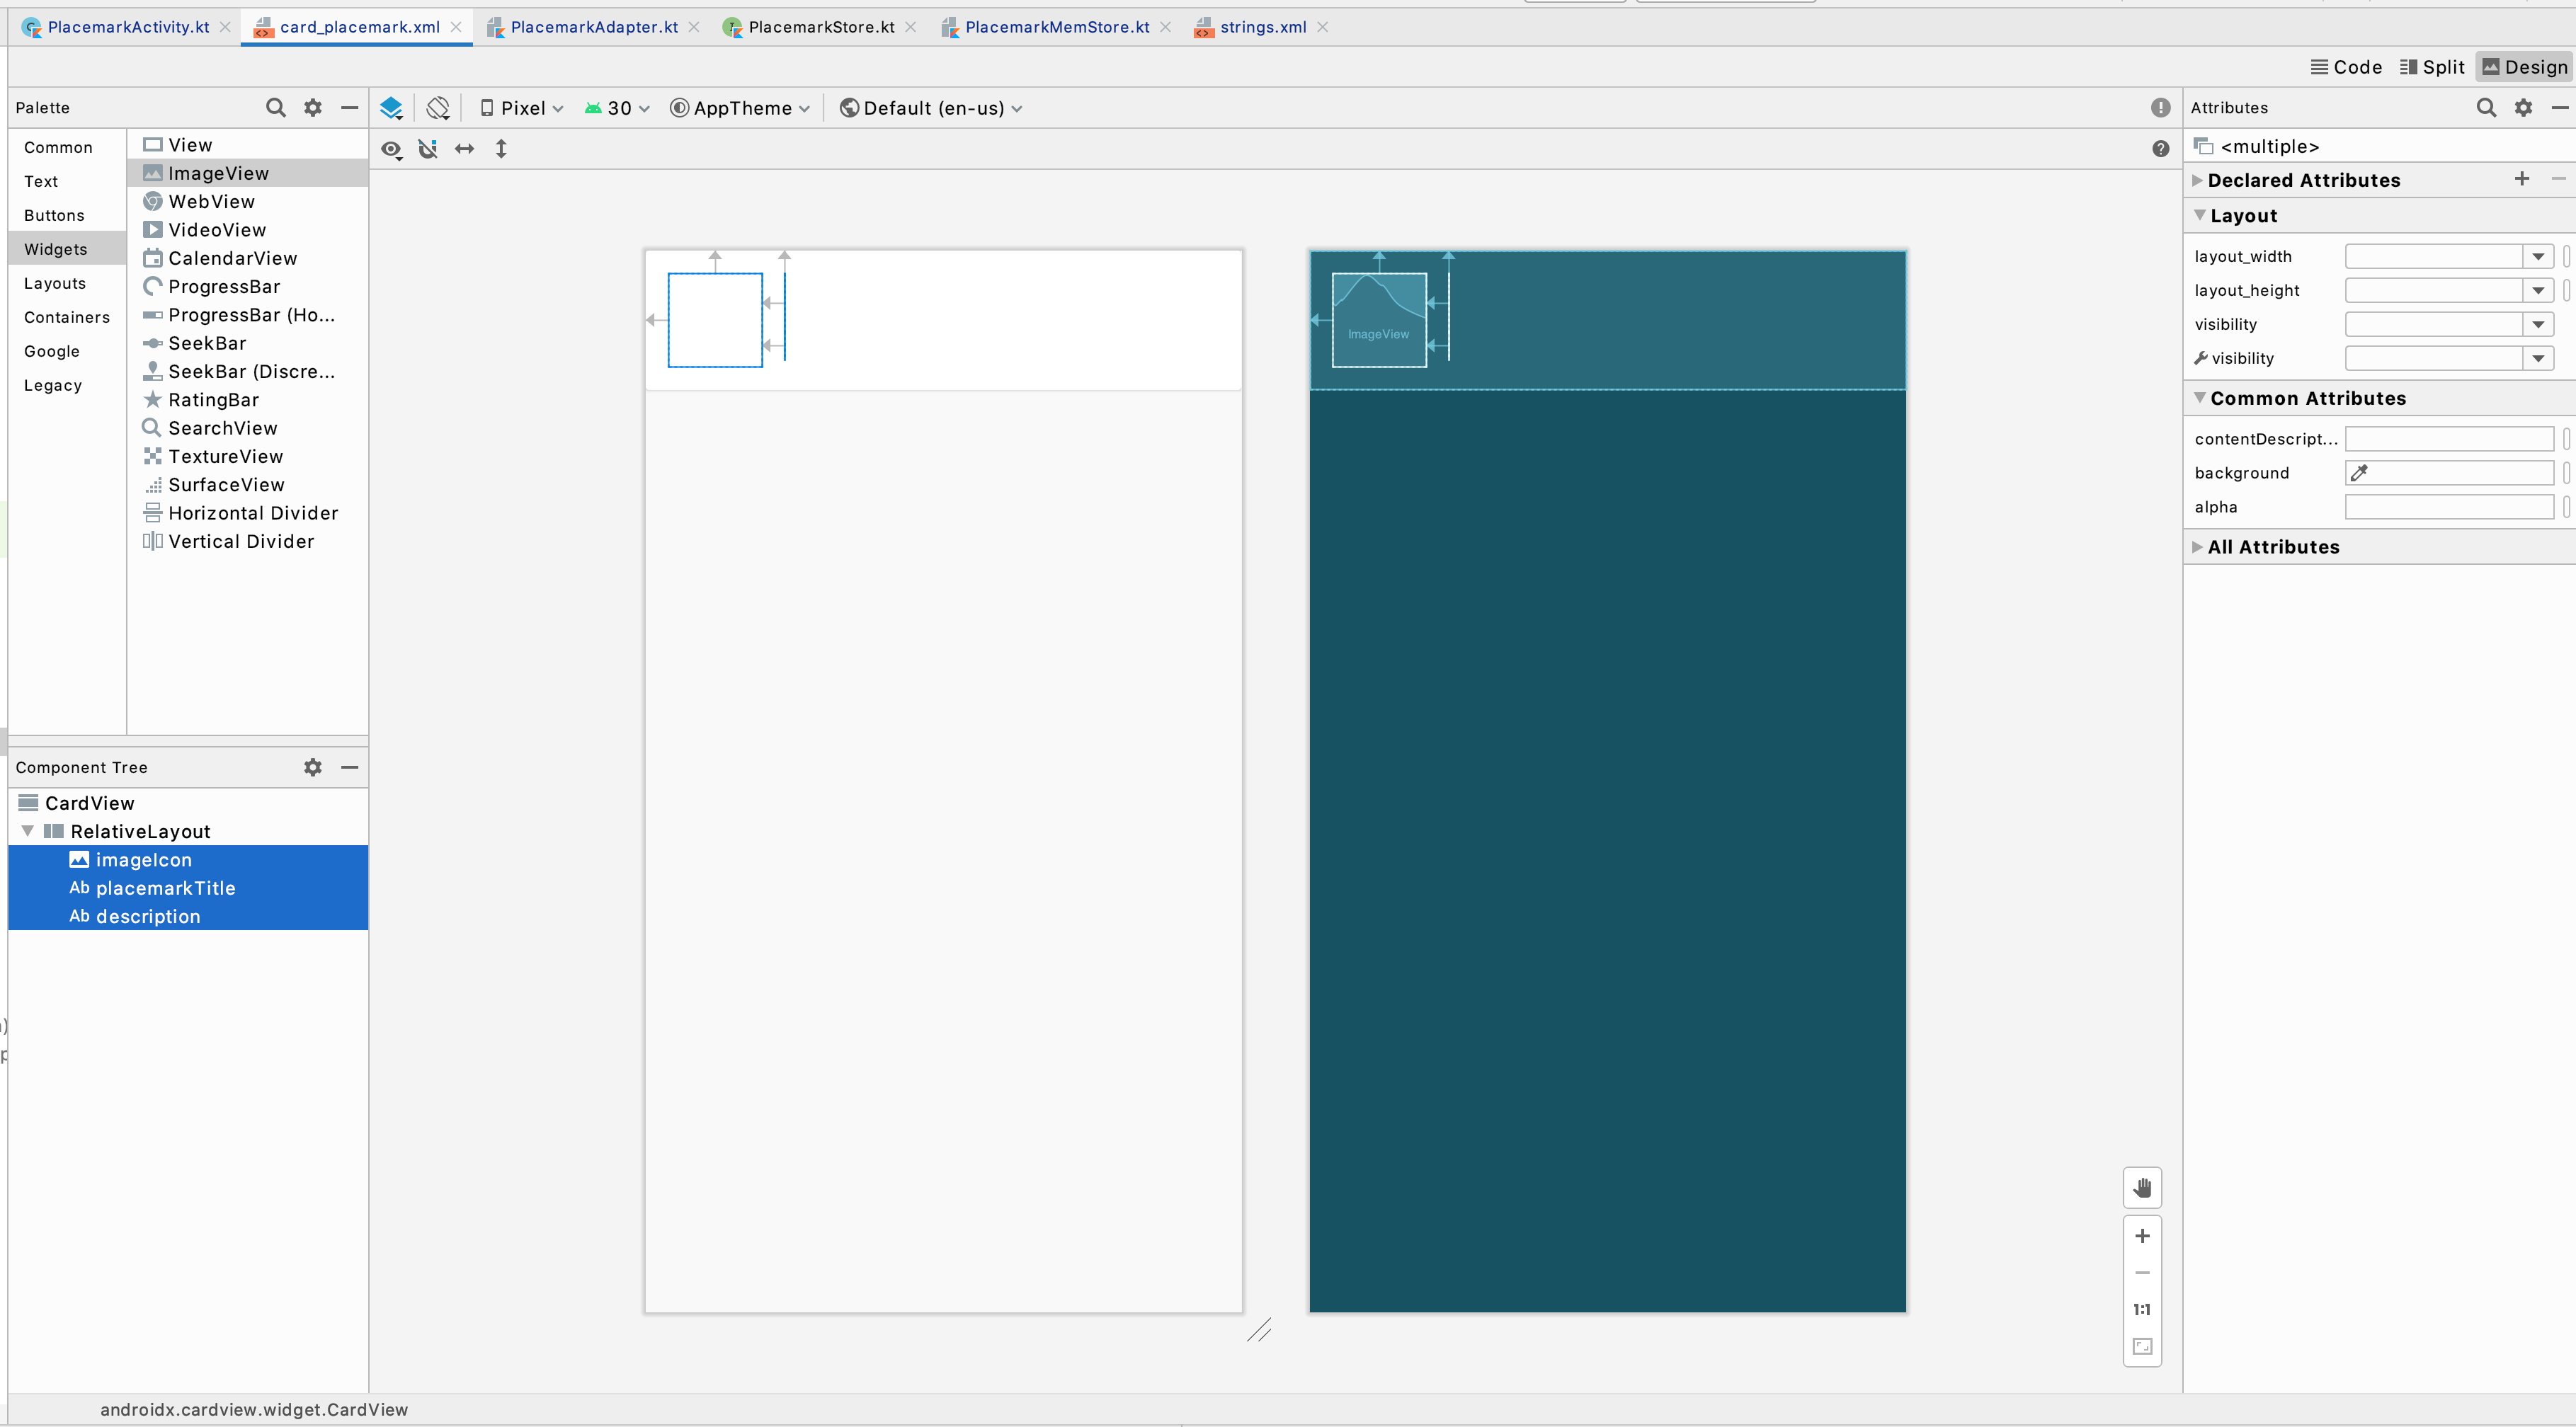 PlacemarkActivity.kt
card_placemark.xml
PlacemarkAdapter.kt
PlacemarkStore.kt
PlacemarkMemStore.kt
strings.xml
Code
Split
Design
Palette
Pixel
30
AppTheme
Default (en-us)
Attributes
Common
Text
Buttons
Widgets
Layouts
Containers
Google
Legacy
View
ImageView
WebView
VideoView
CalendarView
ProgressBar
ProgressBar (Ho...
SeekBar
SeekBar (Discre...
RatingBar
SearchView
TextureView
SurfaceView
Horizontal Divider
Vertical Divider
Component Tree
CardView
RelativeLayout
imageIcon
Ab placemarkTitle
Ab description
ImageView
1:1
<multiple>
Declared Attributes
Layout
layout_width
layout_height
visibility
visibility
Common Attributes
contentDescript...
background
alpha
All Attributes
androidx.cardview.widget.CardView